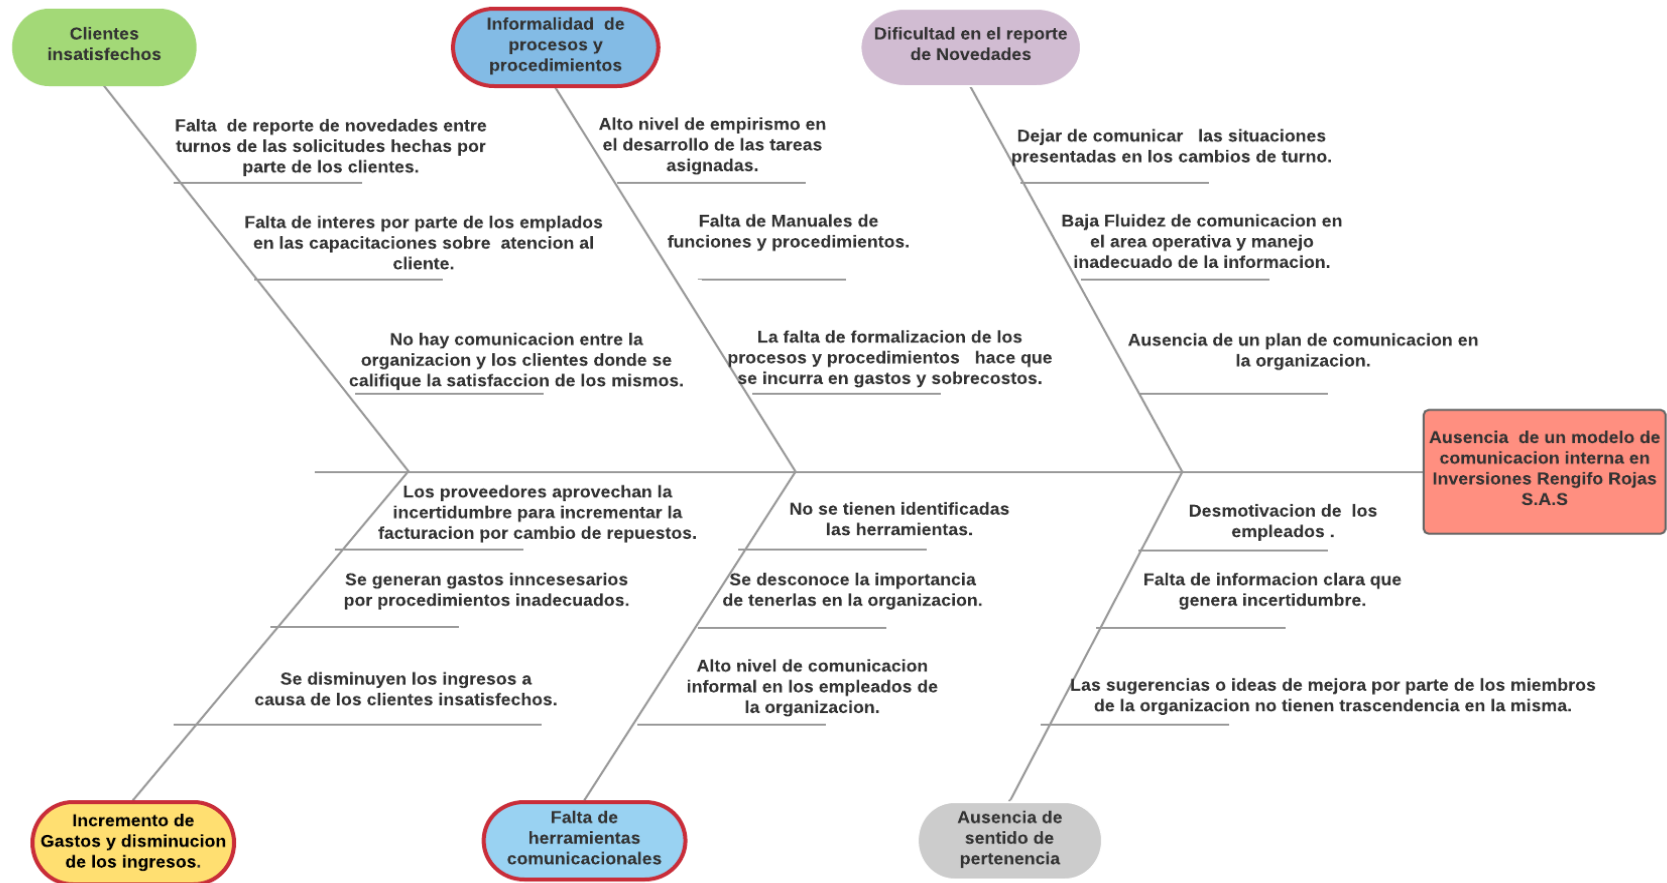 Clientes
insatisfechos
Informalidad de
procesos y
procedimientos
Dificultad en el reporte
de Novedades
Falta de reporte de novedades entre
turnos de las solicitudes hechas por
parte de los clientes.
Falta de interes por parte de los emplados
en las capacitaciones sobre atencion al
cliente.
No hay comunicacion entre la
organizacion y los clientes donde se
califique la satisfaccion de los mismos.
Alto nivel de empirismo en
el desarrollo de las tareas
asignadas.
Falta de Manuales de
funciones y procedimientos.
La falta de formalizacion de los
procesos y procedimientos hace que
se incurra en gastos y sobrecostos.
Dejar de comunicar las situaciones
presentadas en los cambios de turno.
Baja Fluidez de comunicacion en
el area operativa y manejo
inadecuado de la informacion.
Ausencia de un plan de comunicacion en
la organizacion.
Ausencia de un modelo de
comunicacion interna en
Inversiones Rengifo Rojas
S.A.S
Los proveedores aprovechan la
incertidumbre para incrementar la
facturacion por cambio de repuestos.
Se generan gastos inncesesarios
por procedimientos inadecuados.
Se disminuyen los ingresos a
causa de los clientes insatisfechos.
No se tienen identificadas
las herramientas.
Se desconoce la importancia
de tenerlas en la organizacion.
Alto nivel de comunicacion
informal en los empleados de
la organizacion.
Desmotivacion de los
empleados .
Falta de informacion clara que
genera incertidumbre.
Las sugerencias o ideas de mejora por parte de los miembros
de la organizacion no tienen trascendencia en la misma.
Incremento de
Gastos y disminucion
de los ingresos.
Falta de
herramientas
comunicacionales
Ausencia de
sentido de
pertenencia